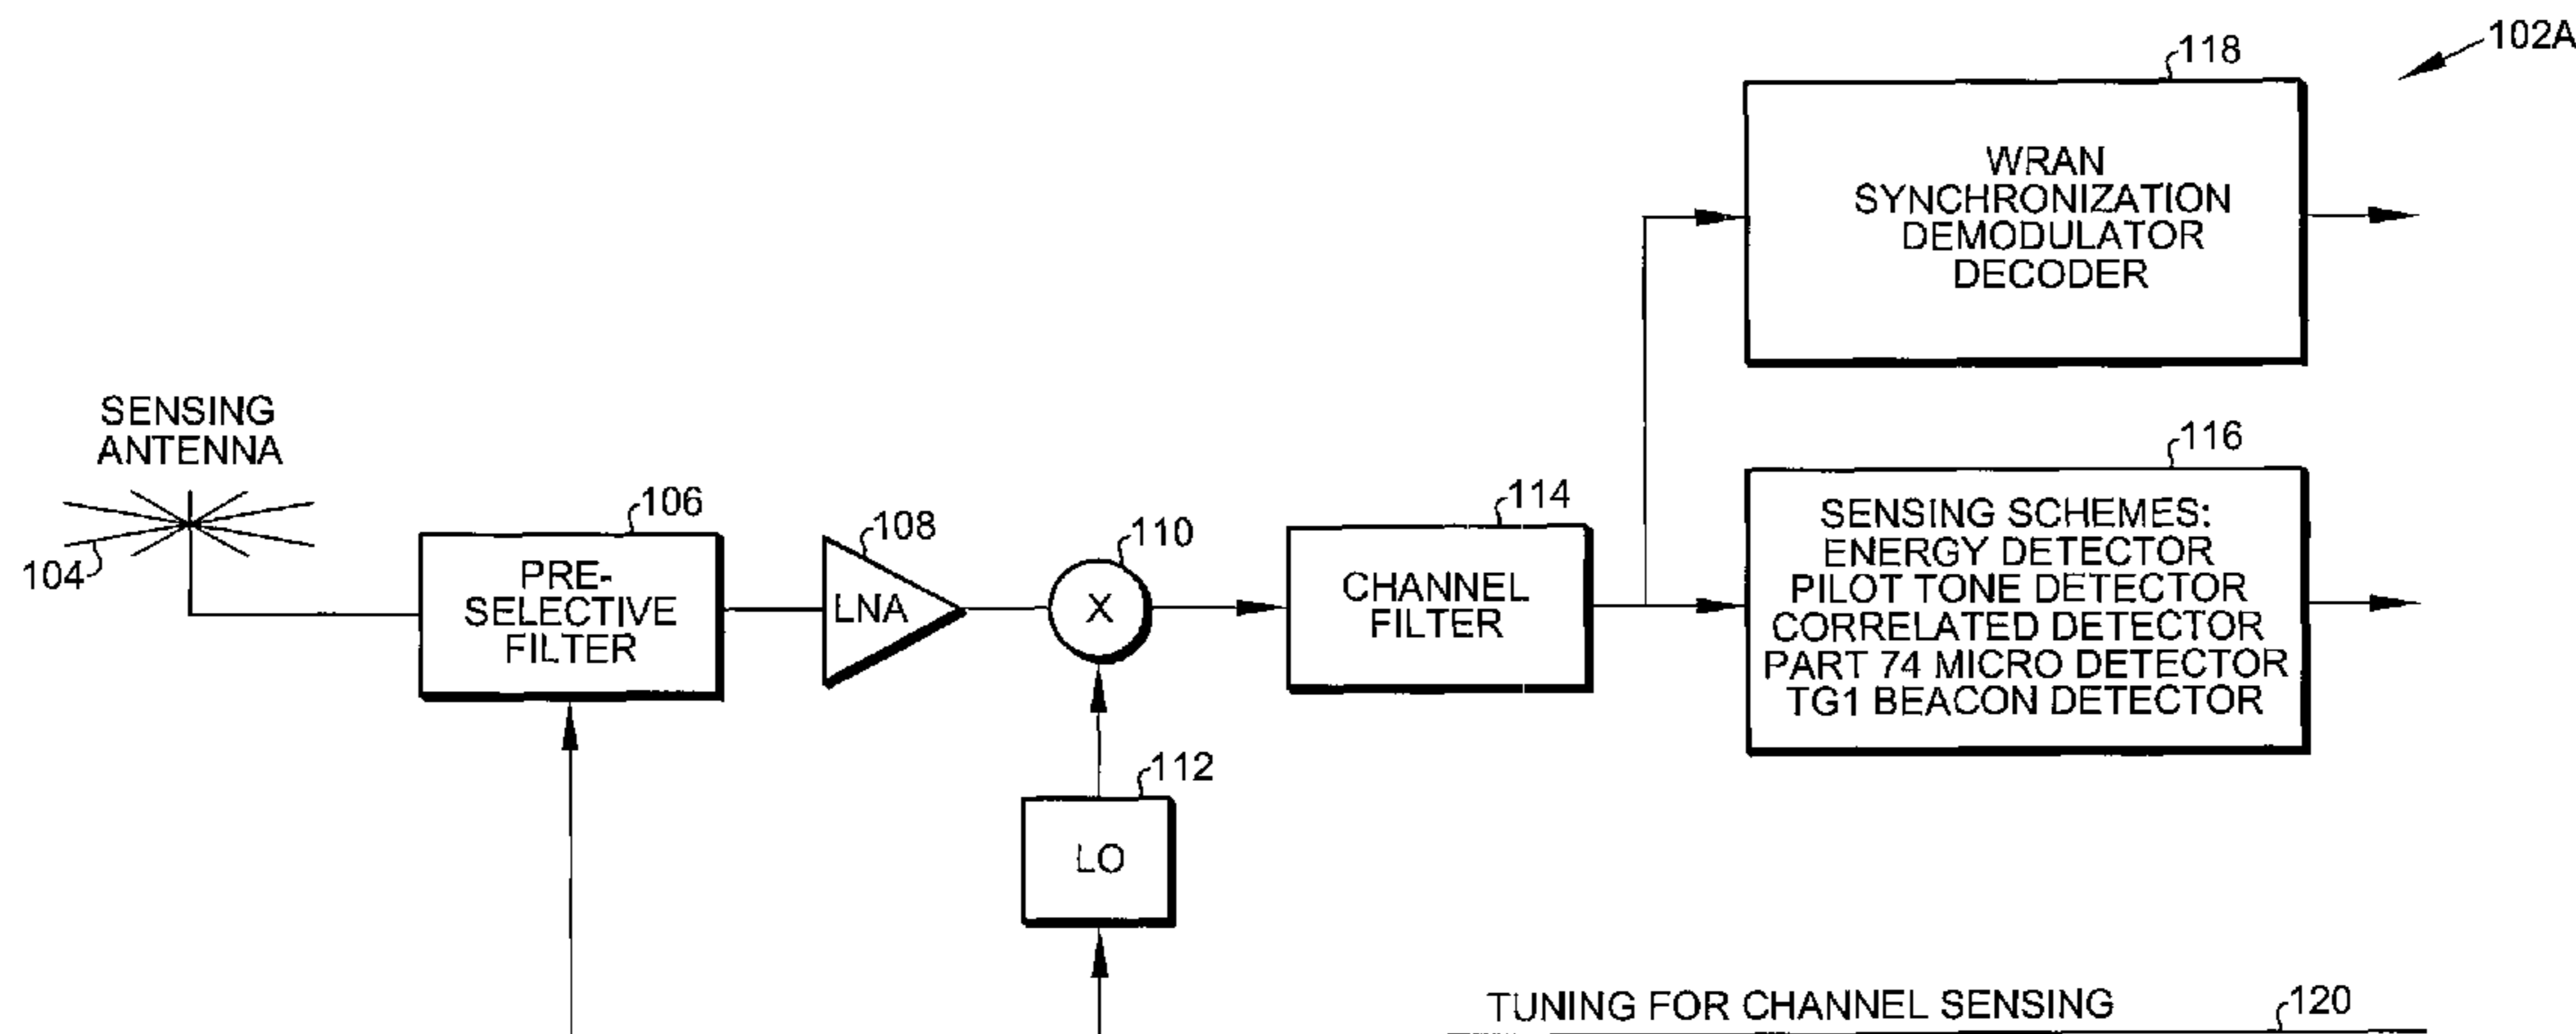 102A
118
WRAN
SYNCHRONIZATION
DEMODULATOR
DECODER
SENSING
ANTENNA
104
106
PRE-
SELECTIVE
FILTER
108
LNA
110
X
114
CHANNEL
FILTER
116
SENSING SCHEMES:
ENERGY DETECTOR
PILOT TONE DETECTOR
CORRELATED DETECTOR
PART 74 MICRO DETECTOR
TG1 BEACON DETECTOR
112
LO
TUNING FOR CHANNEL SENSING
120